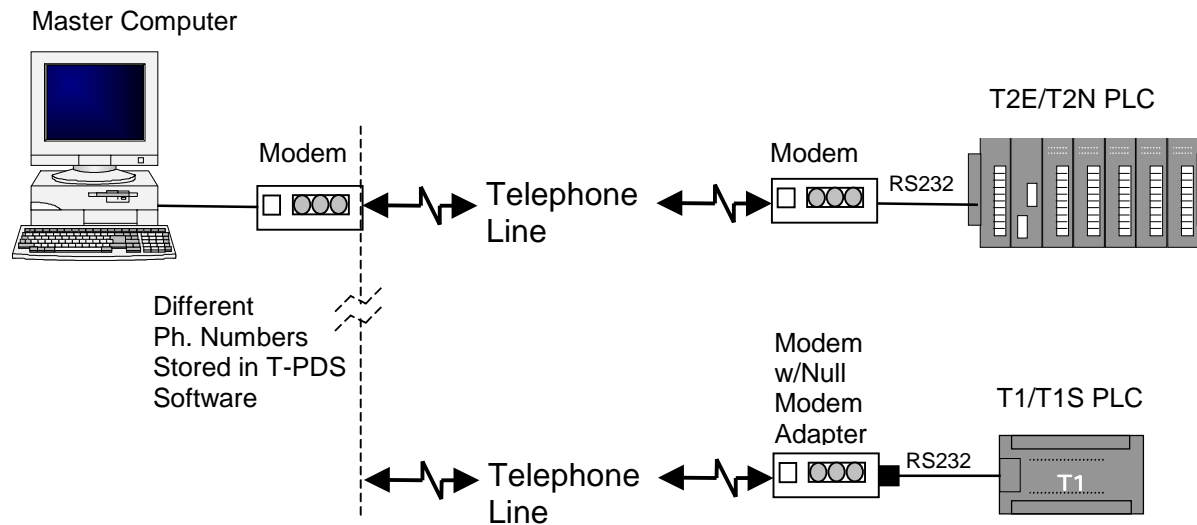 Master Computer
T2E/T2N PLC
Modem
Modem
RS232
Telephone
Line
Different
Ph. Numbers
Stored in T-PDS
Software
Modem
w/Null
Modem
Adapter
T1/T1S PLC
RS232
Telephone
Line
T1